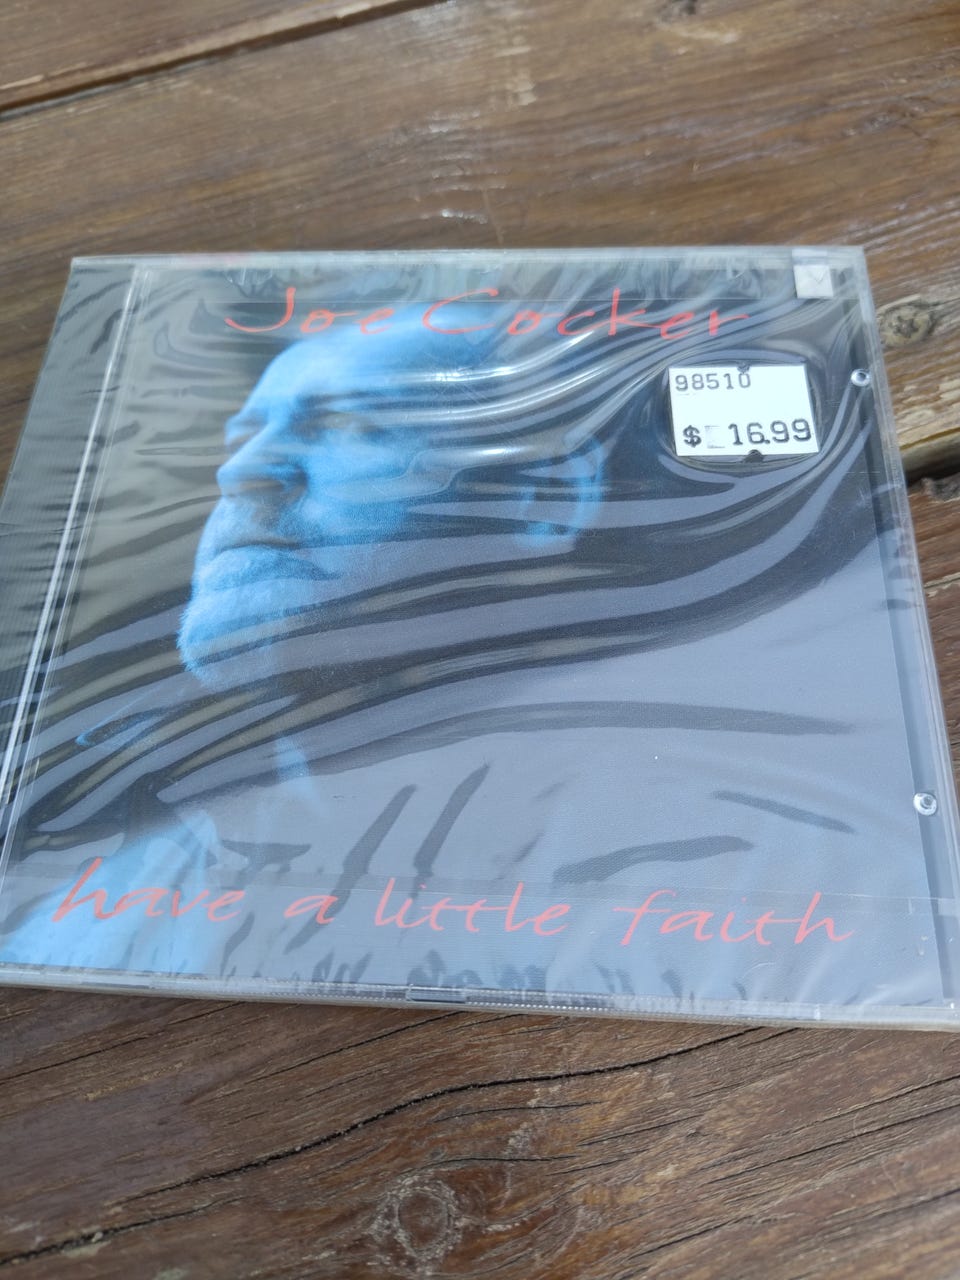 Joe Cocker
98510
$ 16.99
have a little faith